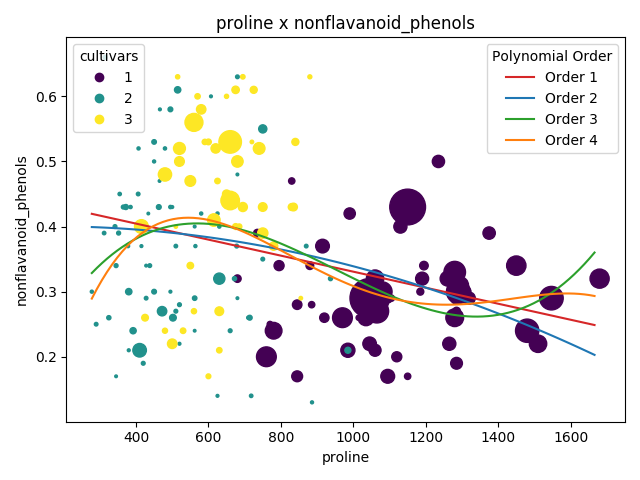 proline x nonflavanoid_phenols
cultivars
1
2
3
Polynomial Order
Order 1
Order 2
Order 3
Order 4
nonflavanoid_phenols
0.6
0.5
0.4
0.3
0.2
400 600 800 1000 1200 1400 1600
proline